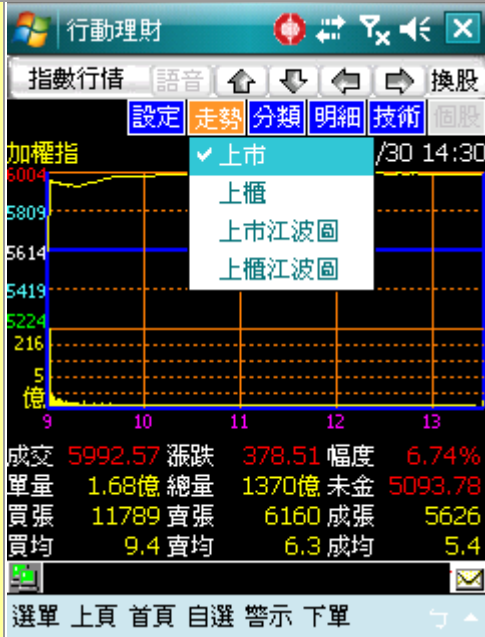 行動理財
指數行情 語音 換股
設定 走勢 分類 明細 技術 個股
加權指 /30 14:30
✓上市
上櫃
上市江波圖
上櫃江波圖
6004
5809
5614
5419
5224
216
5
億
9 10 11 12 13
成交 5992.57 漲跌 378.51 幅度 6.74%
單量 1.68億 總量 1370億 未金 5093.78
買張 11789 賣張 6160 成張 5626
買均 9.4 賣均 6.3 成均 5.4
選單 上頁 首頁 自選 警示 下單 ㄅ